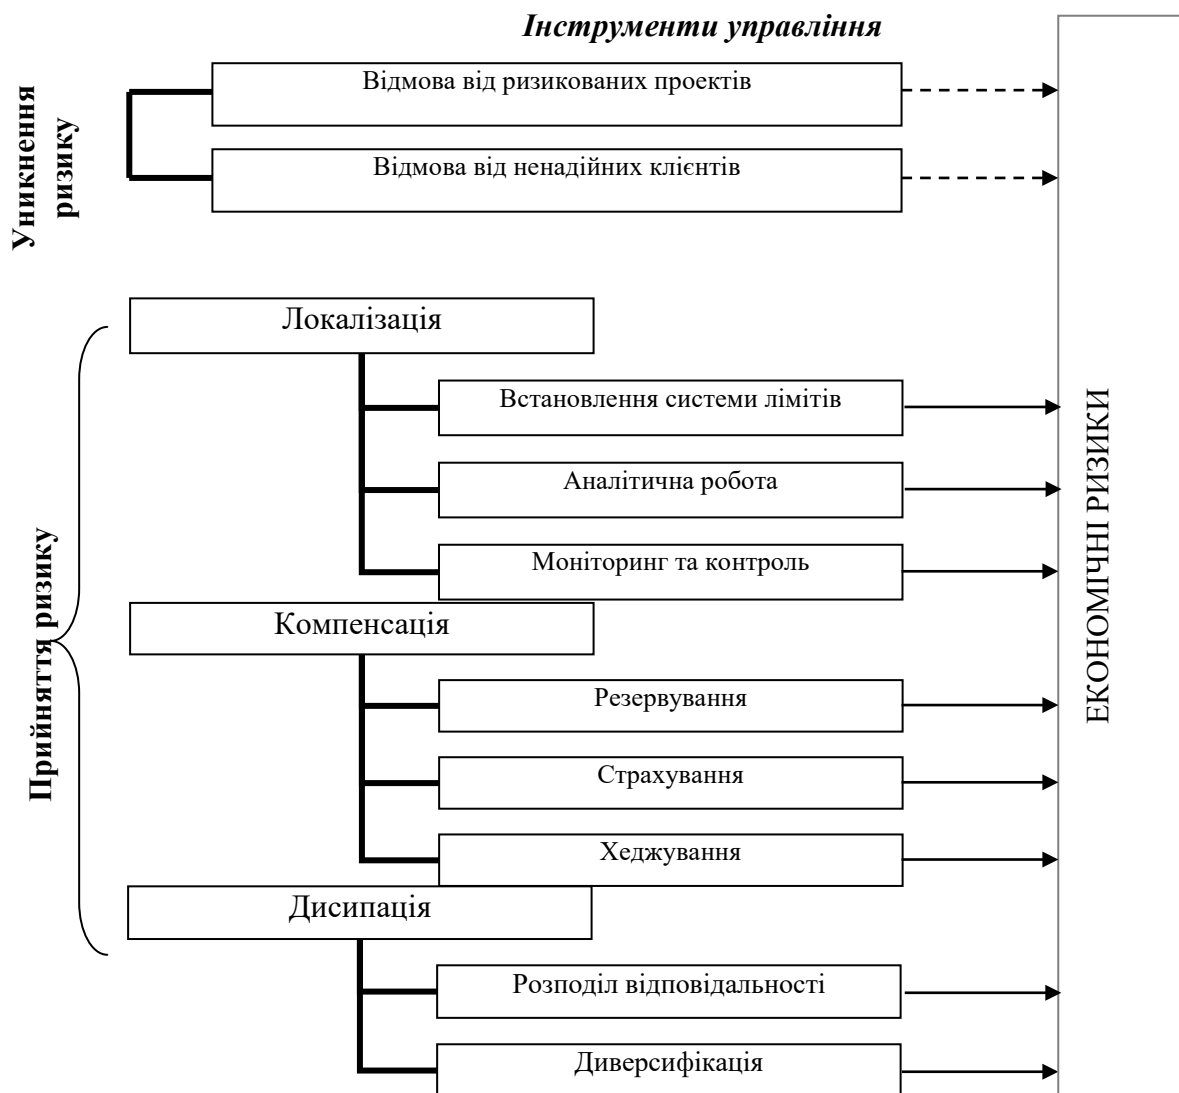 Інструменти управління
Уникнення
ризику
Відмова від ризикованих проектів
Відмова від ненадійних клієнтів
Прийняття ризику
Локалізація
Встановлення системи лімітів
Аналітична робота
Моніторинг та контроль
Компенсація
Резервування
Страхування
Хеджування
Дисипація
Розподіл відповідальності
Диверсифікація
ЕКОНОМІЧНІ РИЗИКИ